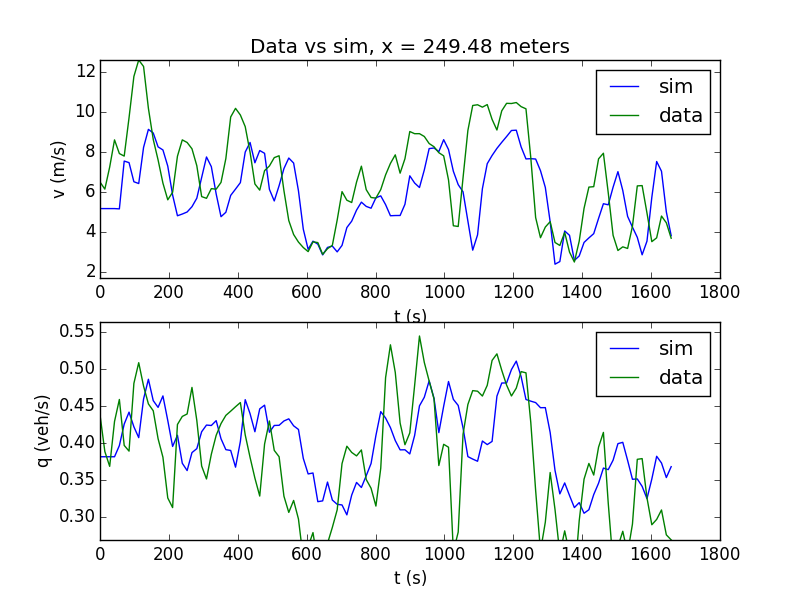 Data vs sim, x = 249.48 meters
12
10
8
6
4
2
v (m/s)
sim
data
0 200 400 600 800 1000 1200 1400 1600 1800
t (s)
0.55
0.50
0.45
0.40
0.35
0.30
q (veh/s)
sim
data
0 200 400 600 800 1000 1200 1400 1600 1800
t (s)